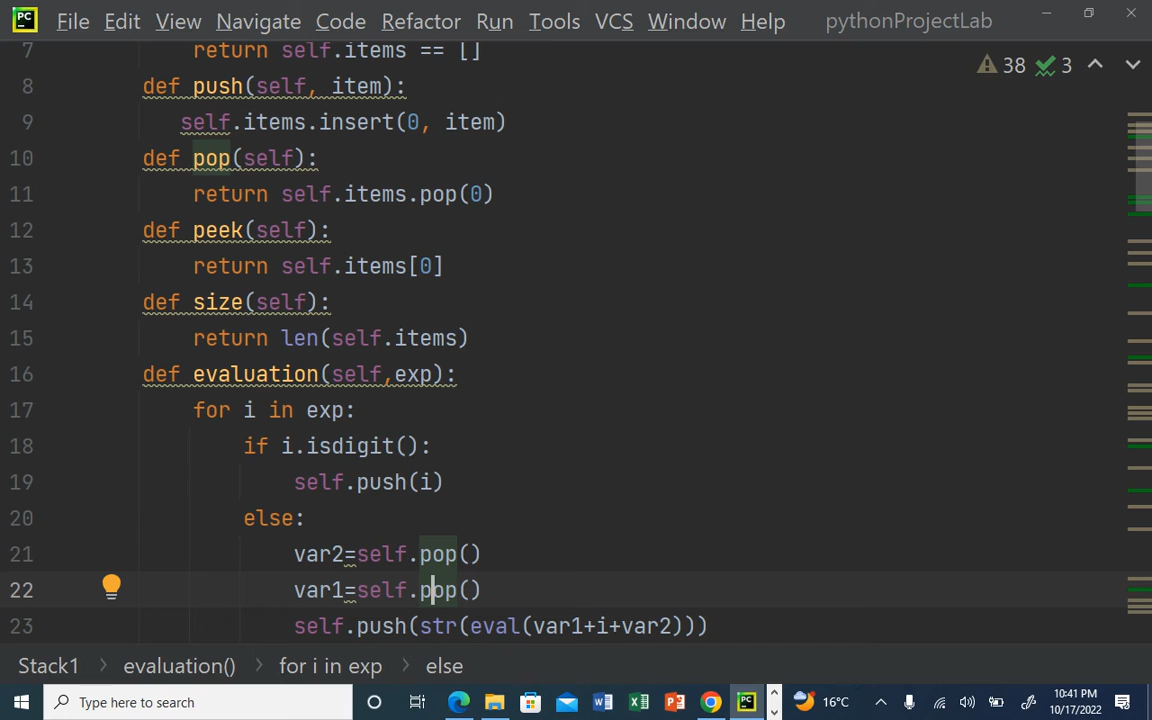 PC File Edit View Navigate Code Refactor Run Tools VCS Window Help pythonProjectLab
38 3
7 return self.items == []
8 def push(self, item):
9 self.items.insert(0, item)
10 def pop(self):
11 return self.items.pop(0)
12 def peek(self):
13 return self.items[0]
14 def size(self):
15 return len(self.items)
16 def evaluation(self,exp):
17 for i in exp:
18 if i.isdigit():
19 self.push(i)
20 else:
21 var2=self.pop()
22 var1=self.pop()
23 self.push(str(eval(var1+i+var2)))
Stack1 > evaluation() > for i in exp > else
Type here to search
16°C
10:41 PM
10/17/2022